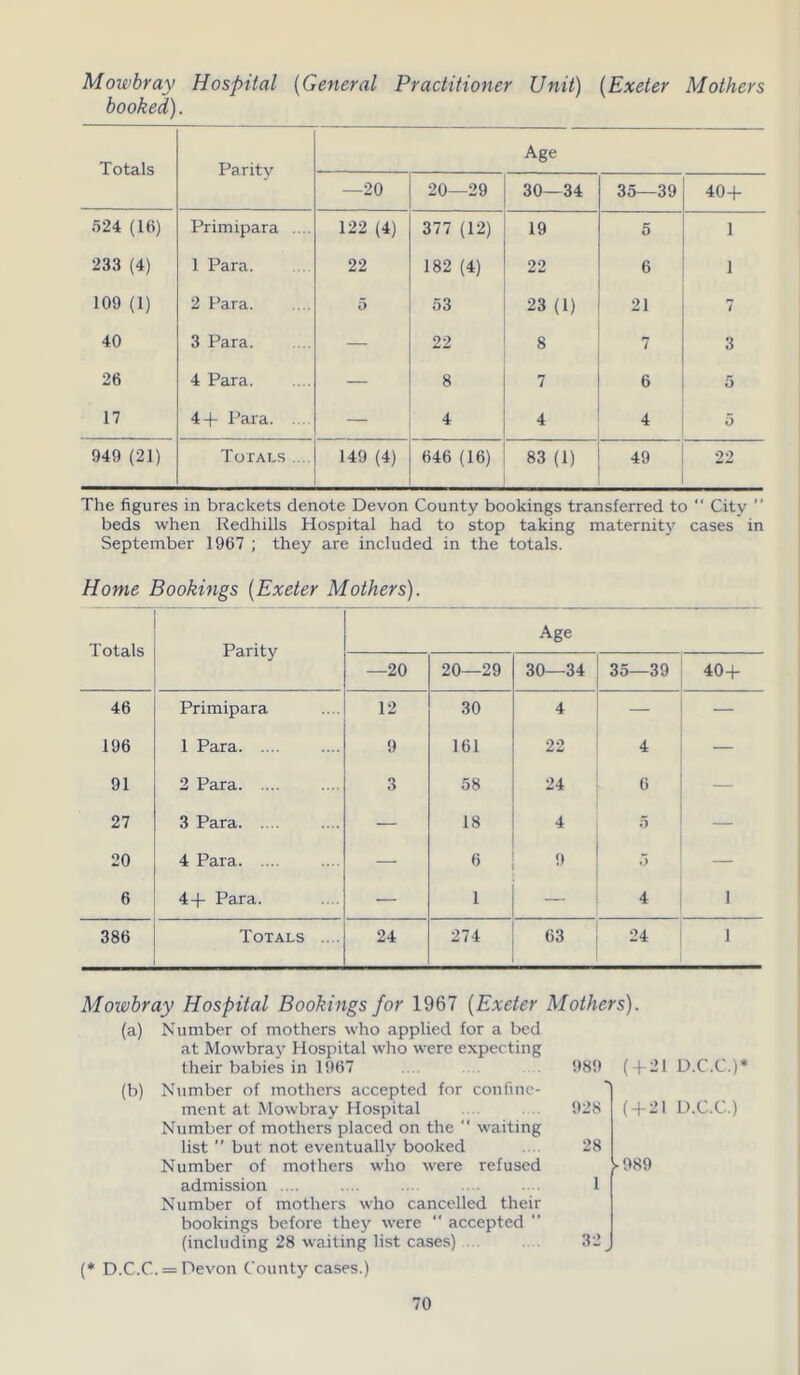 Mowbray Hospital (General Practitioner Unit) (Exeter Mothers
booked).
Totals Parity Age
—20 20—29 30—34 35—39 40+
524 (16) Primipara .... 122 (4) 377 (12) 19 5 1
233 (4) 1 Para. .... 22 182 (4) 22 6 1
109 (1) 2 Para. .... 5 53 23 (1) 21 7
40 3 Para. .... — 22 8 7 3
26 4 Para. .... — 8 7 6 5
17 4+ Para. .... — 4 4 4 5
949 (21) Totals .... 149 (4) 646 (16) 83 (1) 49 22
The figures in brackets denote Devon County bookings transferred to " City "
beds when Redhills Hospital had to stop taking maternity cases in
September 1967 ; they are included in the totals.
Home Bookings (Exeter Mothers).
Totals Parity Age
—20 20—29 30—34 35—39 40+
46 Primipara .... 12 30 4 — —
196 1 Para. .... .... 9 161 22 4 —
91 2 Para. .... .... 3 58 24 6 —
27 3 Para. .... .... — 18 4 5 —
20 4 Para. .... .... — 6 9 5 —
6 4+ Para. .... — 1 — 4 1
386 Totals .... 24 274 63 24 1
Mowbray Hospital Bookings for 1967 (Exeter Mothers).
(a) Number of mothers who applied for a bed
at Mowbray Hospital who were expecting
their babies in 1967 .... .... .... 989 (+21 D.C.C.)*
(b) Number of mothers accepted for confine-
ment at Mowbray Hospital .... .... 928 (+21 D.C.C.)
Number of mothers placed on the " waiting
list " but not eventually booked .... 28
Number of mothers who were refused 989
admission .... .... .... .... .... 1
Number of mothers who cancelled their
bookings before they were " accepted "
(including 28 waiting list cases) .... .... 32
(* D.C.C. = Devon County cases.)
70